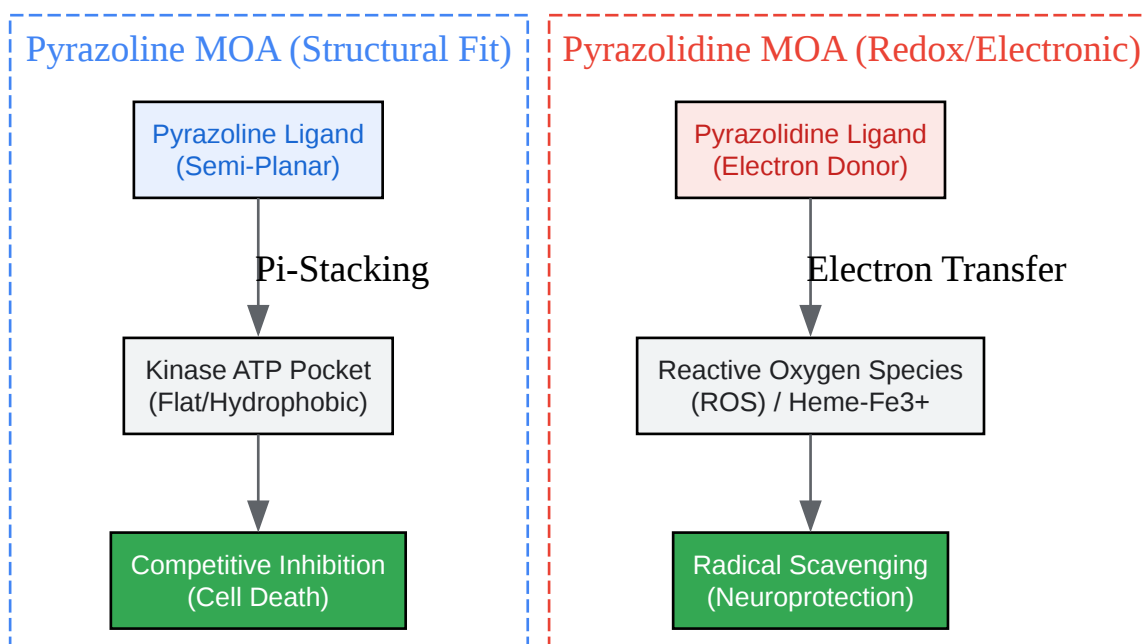 Pyrazoline MOA (Structural Fit)
Pyrazoline Ligand
(Semi-Planar)
Pi-Stacking
Kinase ATP Pocket
(Flat/Hydrophobic)
Competitive Inhibition
(Cell Death)
Pyrazolidine MOA (Redox/Electronic)
Pyrazolidine Ligand
(Electron Donor)
Electron Transfer
Reactive Oxygen Species
(ROS) / Heme-Fe3+
Radical Scavenging
(Neuroprotection)